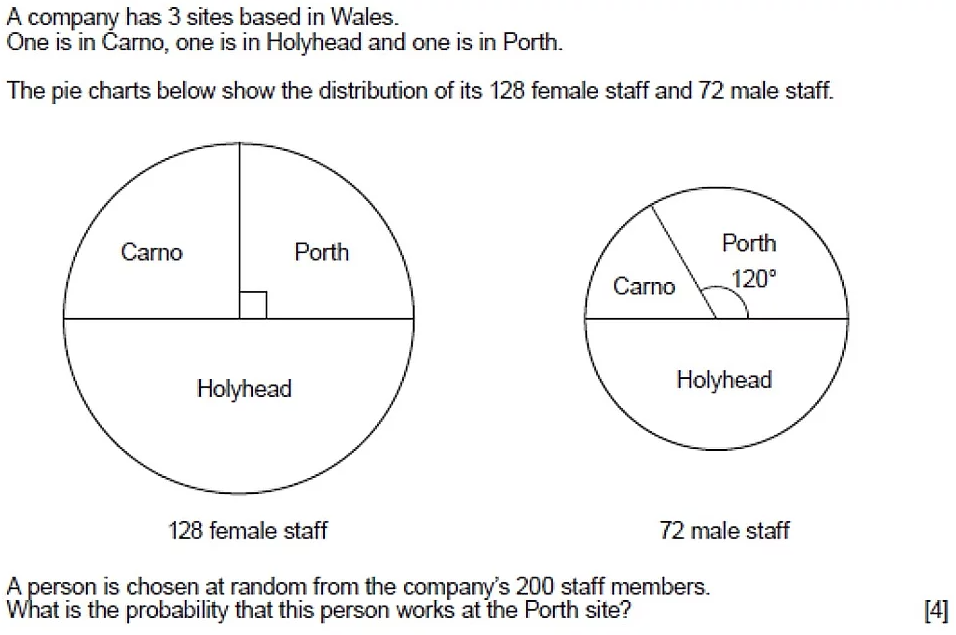 A company has 3 sites based in Wales.
One is in Carno, one is in Holyhead and one is in Porth.
The pie charts below show the distribution of its 128 female staff and 72 male staff.
Carno
Porth
Holyhead
128 female staff
Porth
120°
Carno
Holyhead
72 male staff
A person is chosen at random from the company's 200 staff members.
What is the probability that this person works at the Porth site? [4]